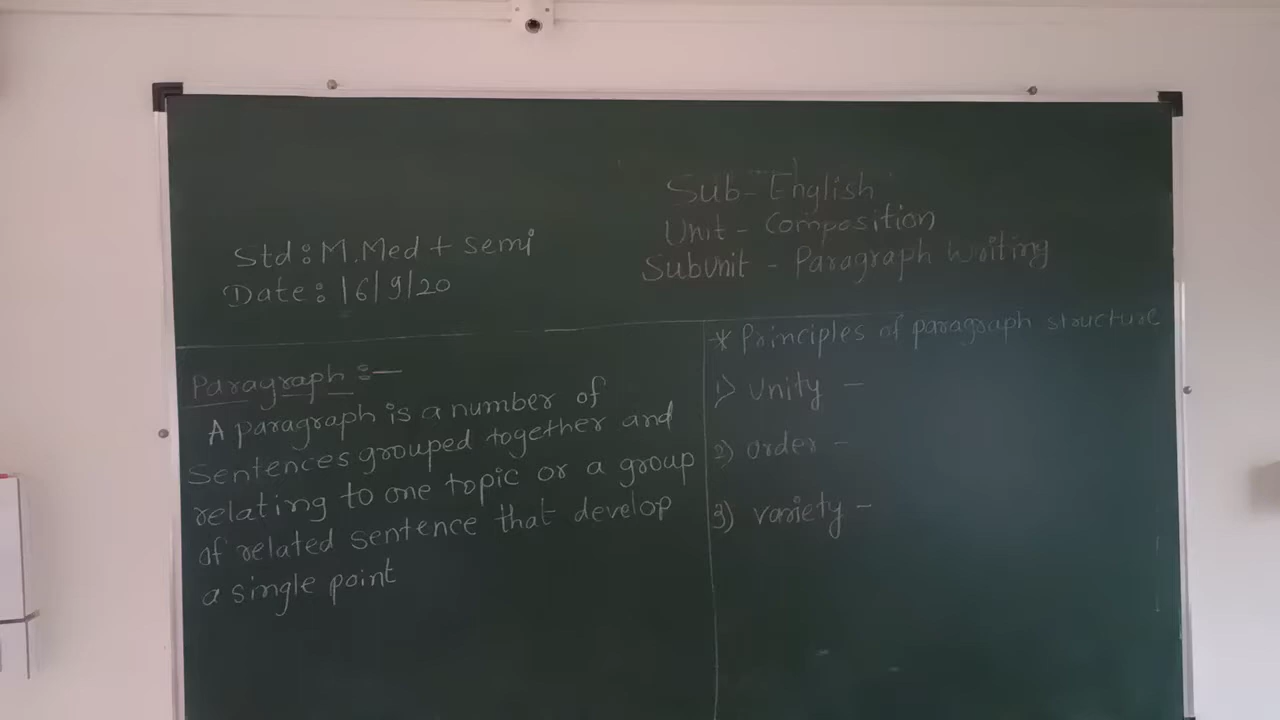 Sub- English
Unit - Composition
Subunit - Paragraph Writing
Std: M.Med + semi
Date: 16/9/20
Paragraph :-
A paragraph is a number of
Sentences grouped together and
relating to one topic or a group
of related sentence that develop
a single point
* Principles of paragraph structure
1) Unity -
2) order -
3) variety -